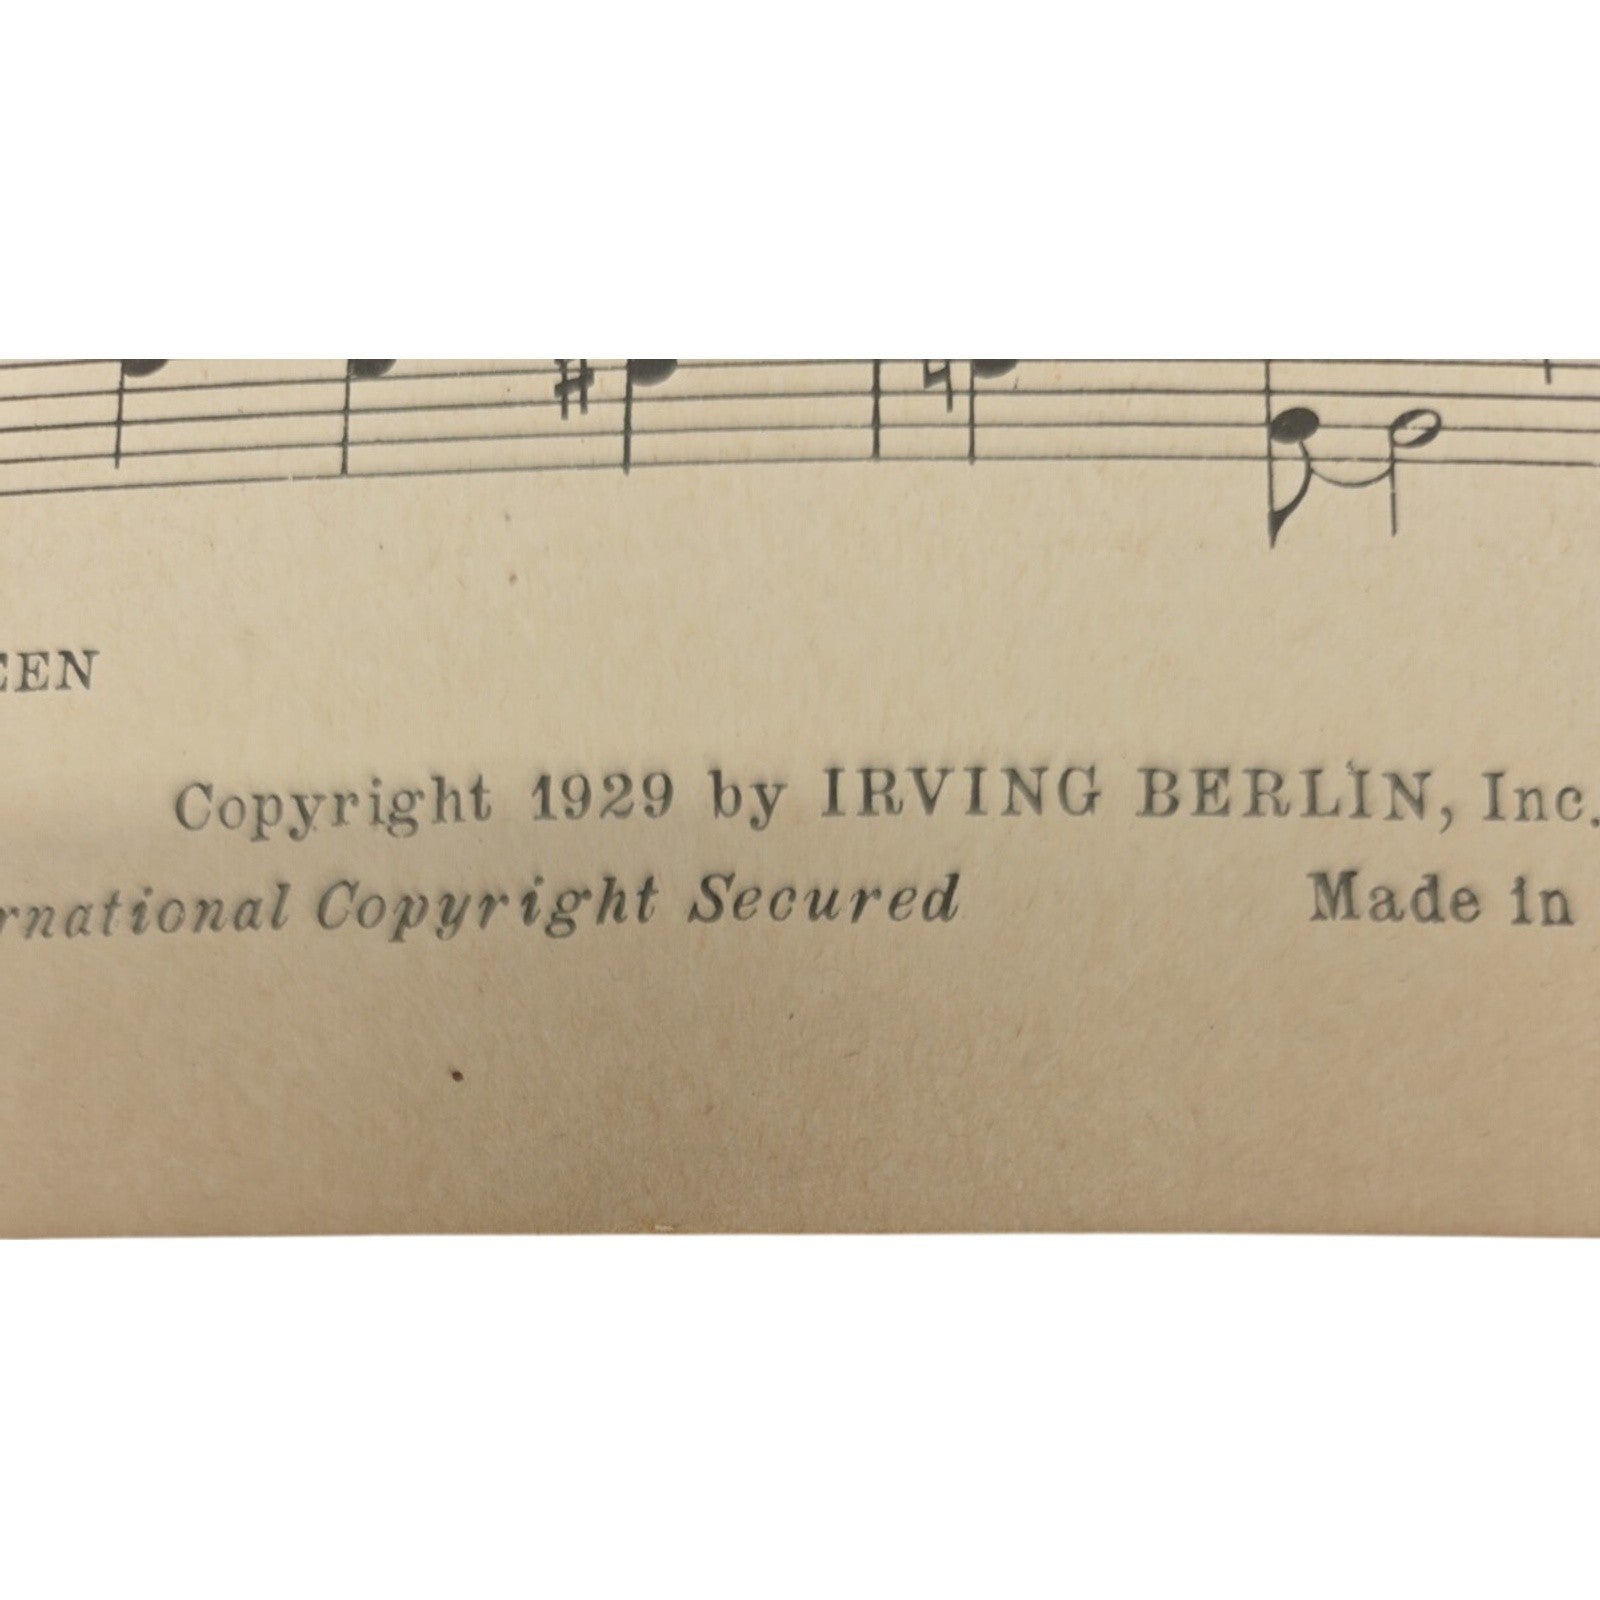 EEN
Copyright 1929 by IRVING BERLIN, Inc.
rnational Copyright Secured Made in